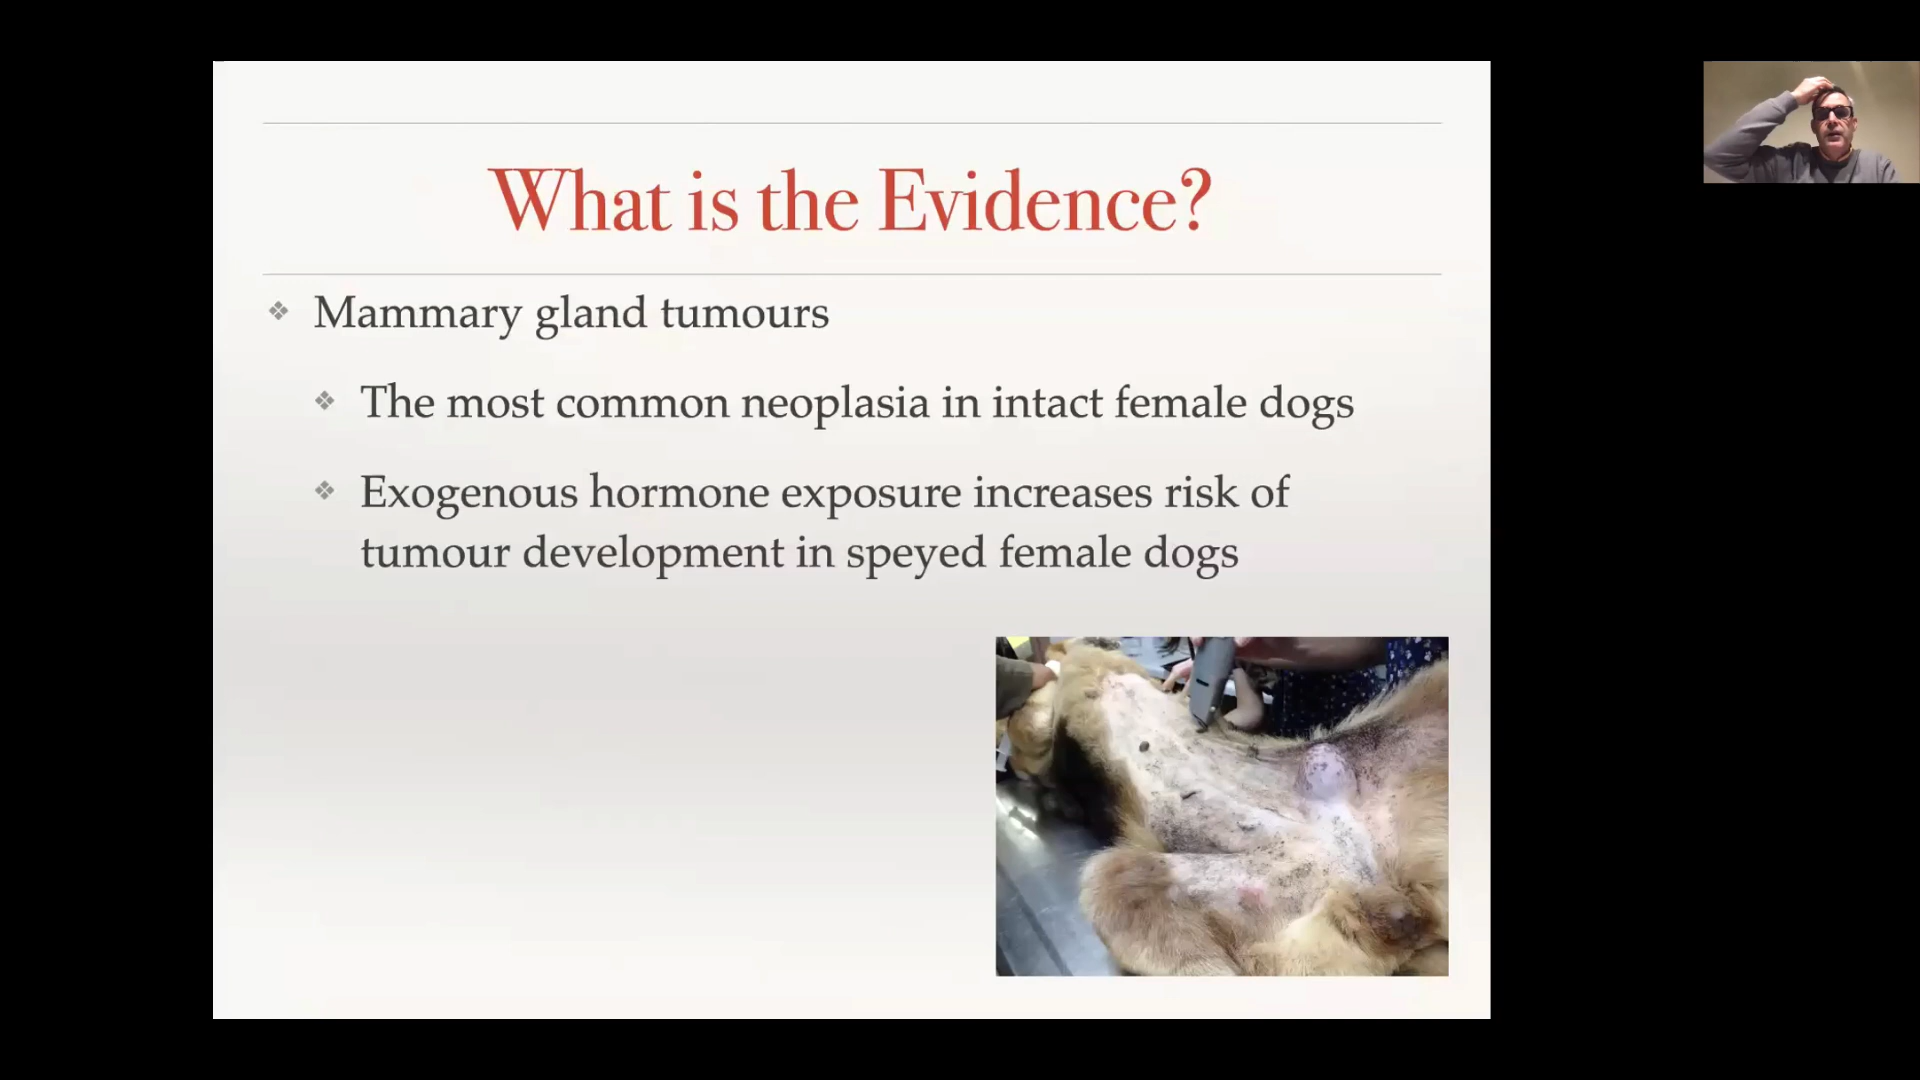 What is the Evidence?
Mammary gland tumours
The most common neoplasia in intact female dogs
Exogenous hormone exposure increases risk of
tumour development in speyed female dogs